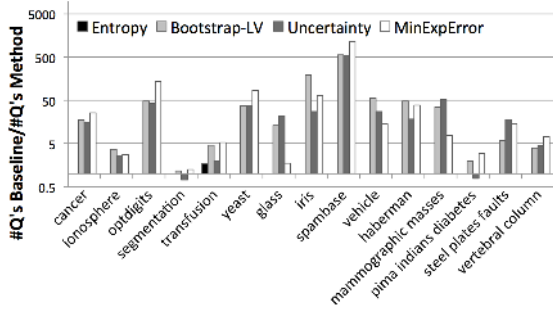 Entropy Bootstrap-LV Uncertainty MinExpError
#Q's Baseline/#Q's Method
5000
500
50
5
0.5
cancer
ionosphere
optdigits
segmentation
transfusion
yeast
glass
iris
spambase
vehicle
haberman
mammographic masses
pima indians diabetes
steel plates faults
vertebral column